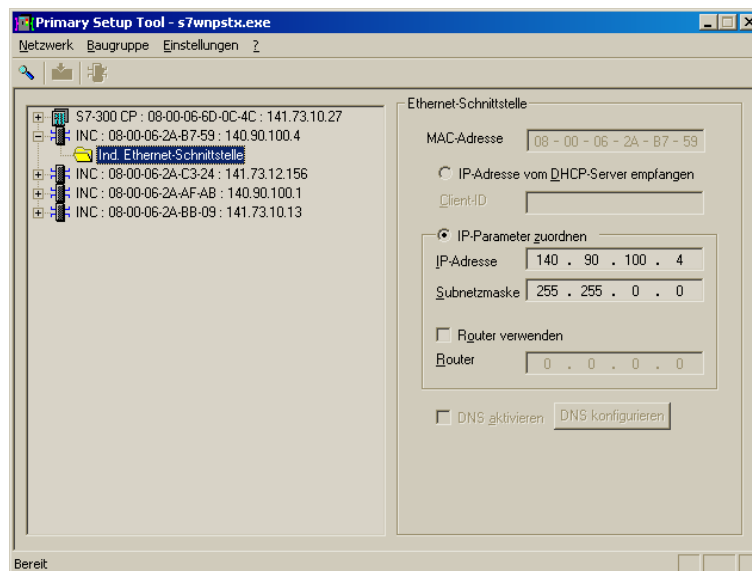 Primary Setup Tool - s7wnpstx.exe
Netzwerk Baugruppe Einstellungen ?
S7-300 CP : 08-00-06-6D-0C-4C : 141.73.10.27
INC : 08-00-06-2A-B7-59 : 140.90.100.4
Ind. Ethernet-Schnittstelle
INC : 08-00-06-2A-C3-24 : 141.73.12.156
INC : 08-00-06-2A-AF-AB : 140.90.100.1
INC : 08-00-06-2A-BB-09 : 141.73.10.13
Ethernet-Schnittstelle
MAC-Adresse 08 - 00 - 06 - 2A - B7 - 59
IP-Adresse vom DHCP-Server empfangen
Client-ID
IP-Parameter zuordnen
IP-Adresse 140 . 90 . 100 . 4
Subnetzmaske 255 . 255 . 0 . 0
Router verwenden
Router 0 . 0 . 0 . 0
DNS aktivieren DNS konfigurieren
Bereit